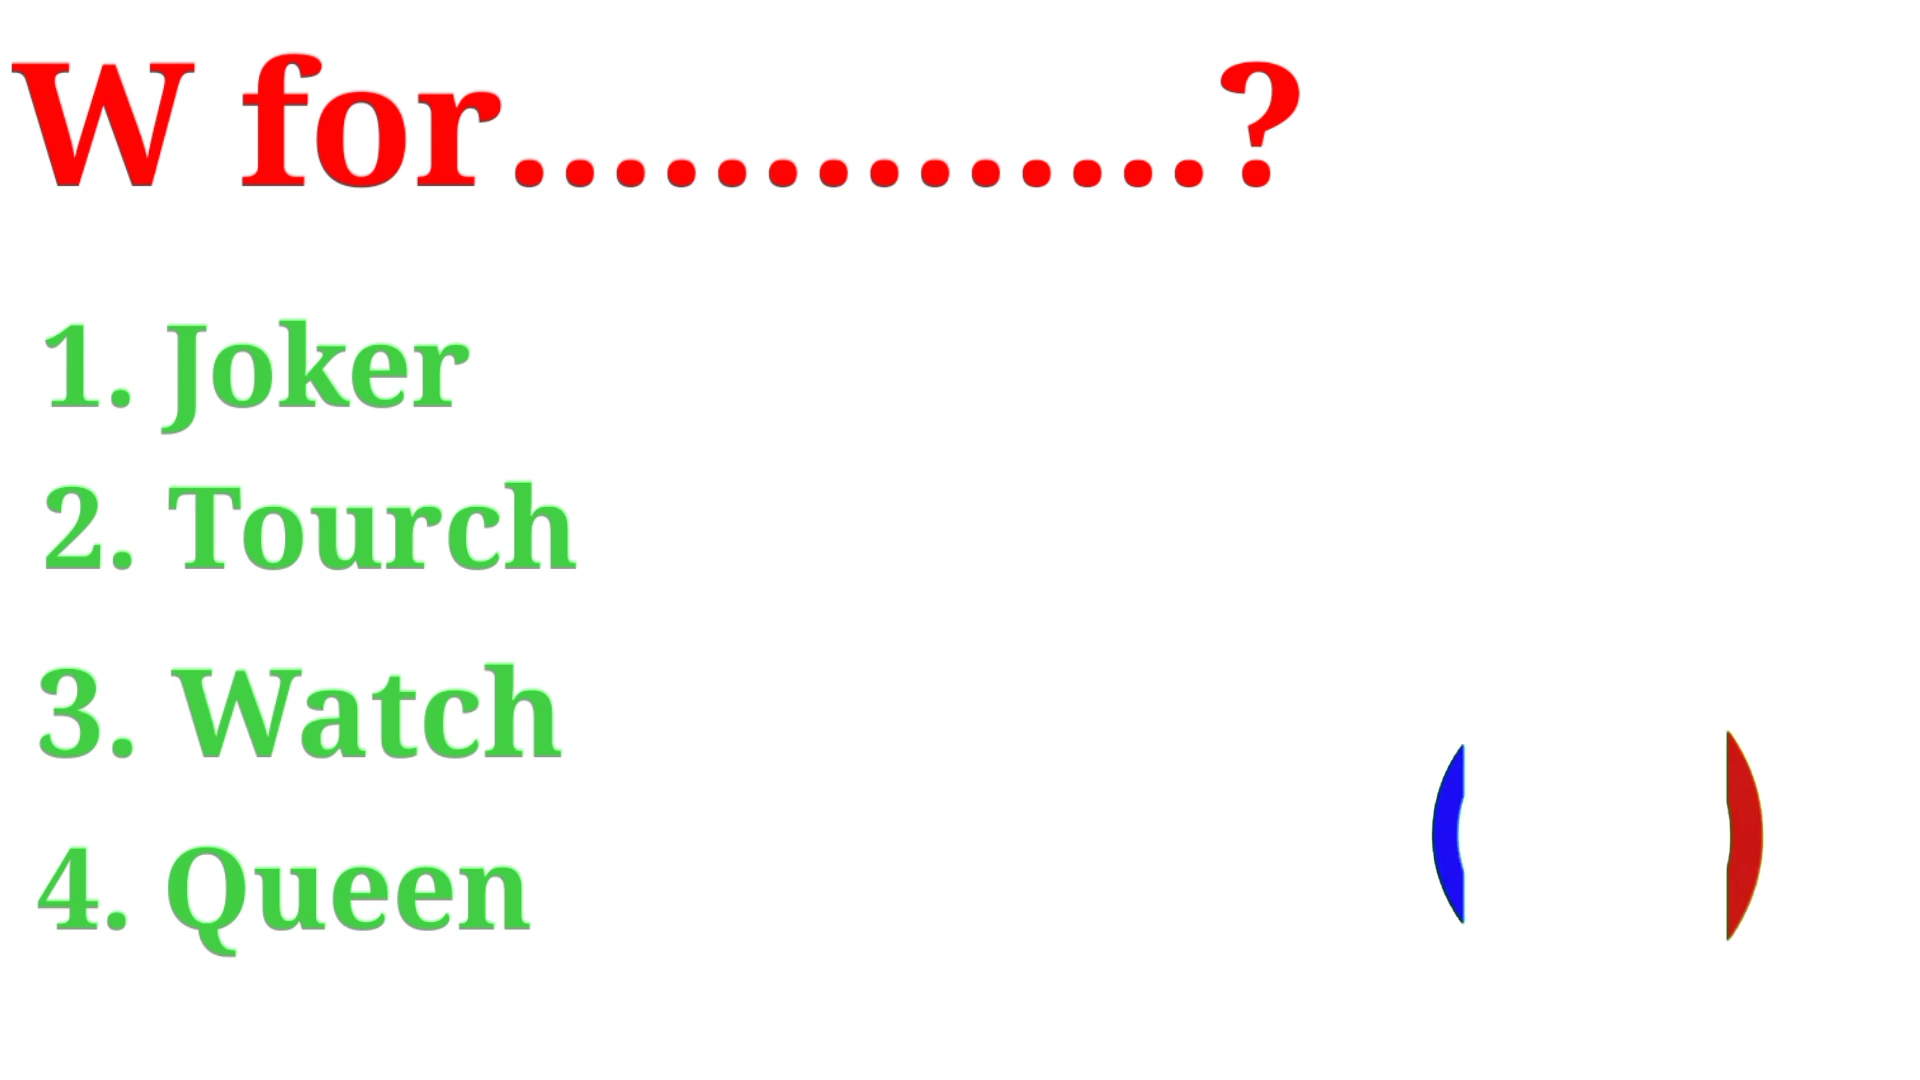 W for..............?
1. Joker
2. Tourch
3. Watch
4. Queen